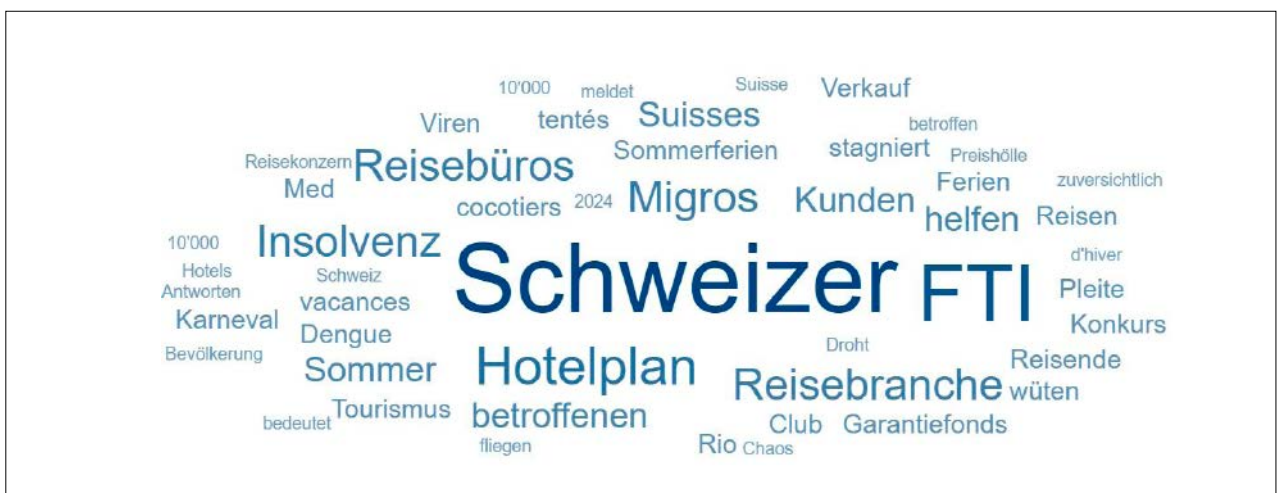 10'000 meldet Suisse Verkauf
Viren tentés Suisses betroffen
Reisekonzern Reisebüros Sommerferien stagniert Preishölle
Med cocotiers 2024 Migros Kunden Ferien zuversichtlich
helfen Reisen
10'000 Insolvenz Schweizer FTI d'hiver
Hotels Schweiz
Antworten vacances Pleite
Karneval Dengue Konkurs
Bevölkerung Sommer Hotelplan Droht Reisende
Reisebranche wüten
bedeutet Tourismus betroffenen Club Garantiefonds
fliegen Rio Chaos